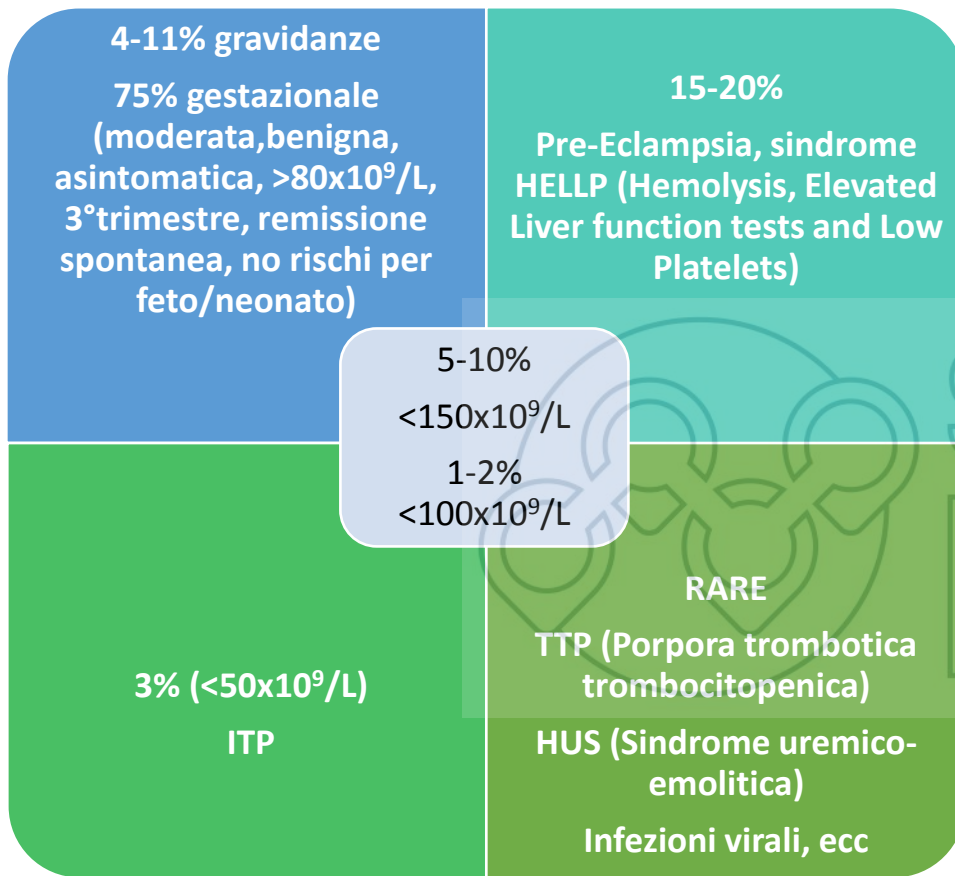 4-11% gravidanze
75% gestazionale
(moderata,benigna,
asintomatica, >80x10⁹/L,
3°trimestre, remissione
spontanea, no rischi per
feto/neonato)
15-20%
Pre-Eclampsia, sindrome
HELLP (Hemolysis, Elevated
Liver function tests and Low
Platelets)
5-10%
<150x10⁹/L
1-2%
<100x10⁹/L
3% (<50x10⁹/L)
ITP
RARE
TTP (Porpora trombotica
trombocitopenica)
HUS (Sindrome uremico-
emolitica)
Infezioni virali, ecc